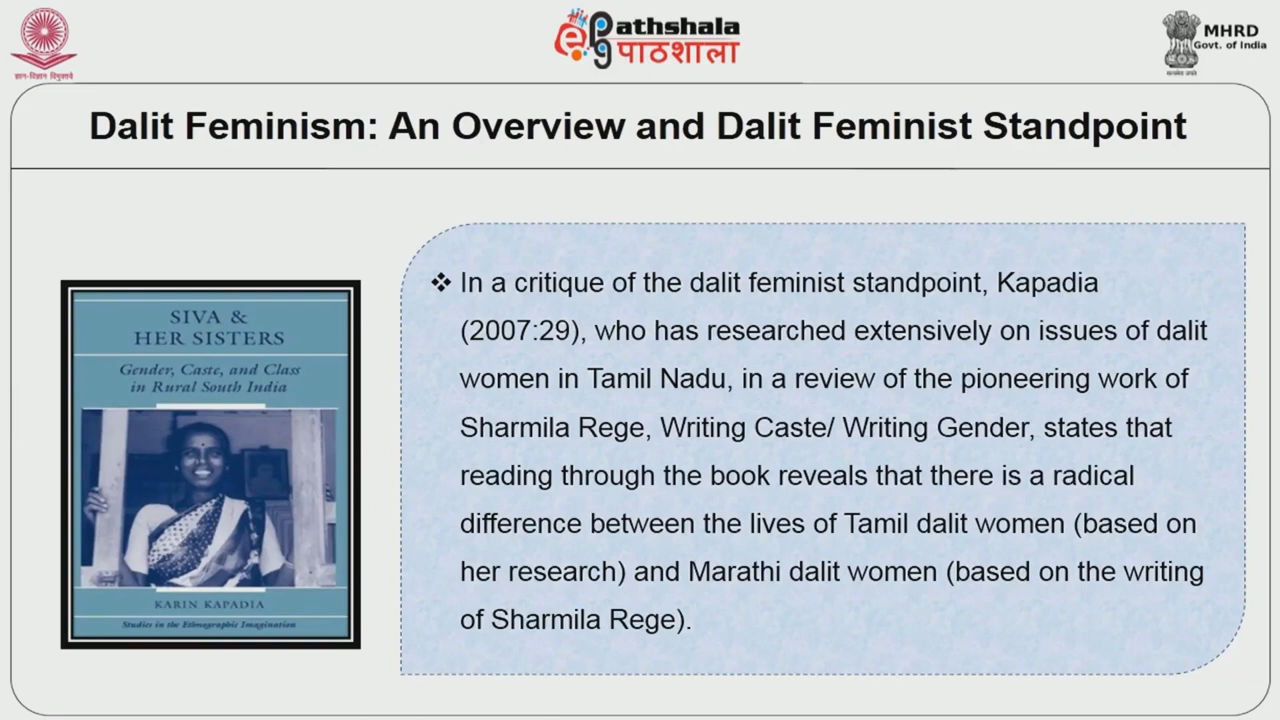 ज्ञान-विज्ञान विमुक्तये
e Pathshala
पाठशाला
MHRD
Govt. of India
सत्यमेव जयते
Dalit Feminism: An Overview and Dalit Feminist Standpoint
SIVA &
HER SISTERS
Gender, Caste, and Class
in Rural South India
KARIN KAPADIA
Studies in the Ethnographic Imagination
❖ In a critique of the dalit feminist standpoint, Kapadia
(2007:29), who has researched extensively on issues of dalit
women in Tamil Nadu, in a review of the pioneering work of
Sharmila Rege, Writing Caste/ Writing Gender, states that
reading through the book reveals that there is a radical
difference between the lives of Tamil dalit women (based on
her research) and Marathi dalit women (based on the writing
of Sharmila Rege).